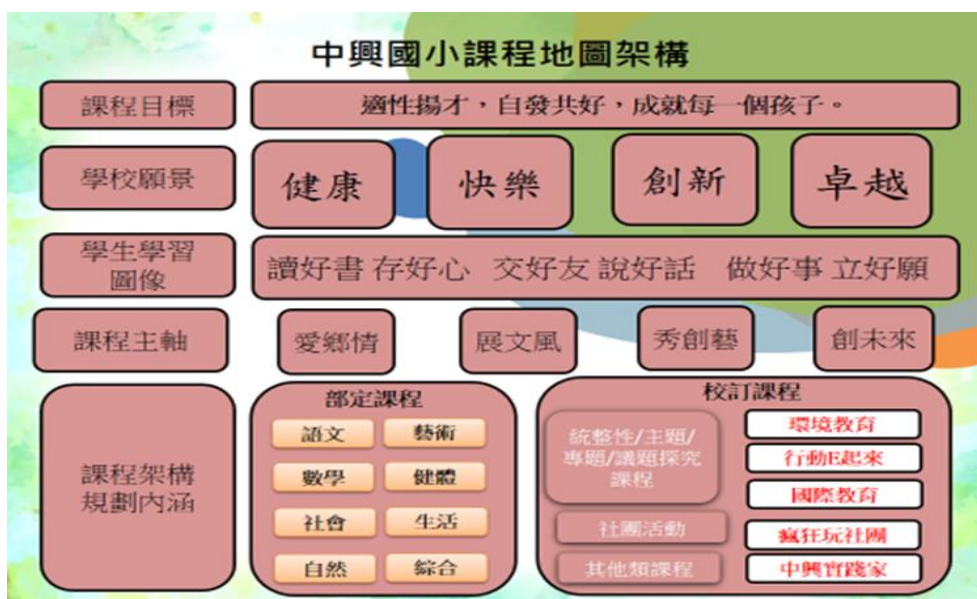 中興國小課程地圖架構
課程目標
適性揚才，自發共好，成就每一個孩子。
學校願景
健康
快樂
創新
卓越
學生學習
圖像
讀好書 存好心 交好友 說好話 做好事 立好願
課程主軸
愛鄉情
展文風
秀創藝
創未來
課程架構
規劃內涵
部定課程
語文
藝術
數學
健體
社會
生活
自然
綜合
校訂課程
統整性/主題/
專題/議題探究
課程
環境教育
行動E起來
國際教育
社團活動
瘋狂玩社團
其他類課程
中興實踐家